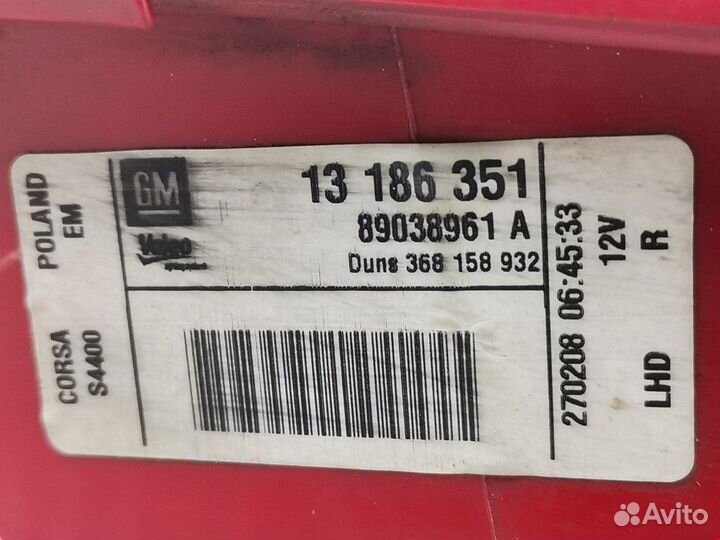 POLAND
EM
CORSA
S4400
GM
Valeo
13 186 351
89038961 A
Duns 368 158 932
270208 06:45:33
12V
R
LHD
Avito